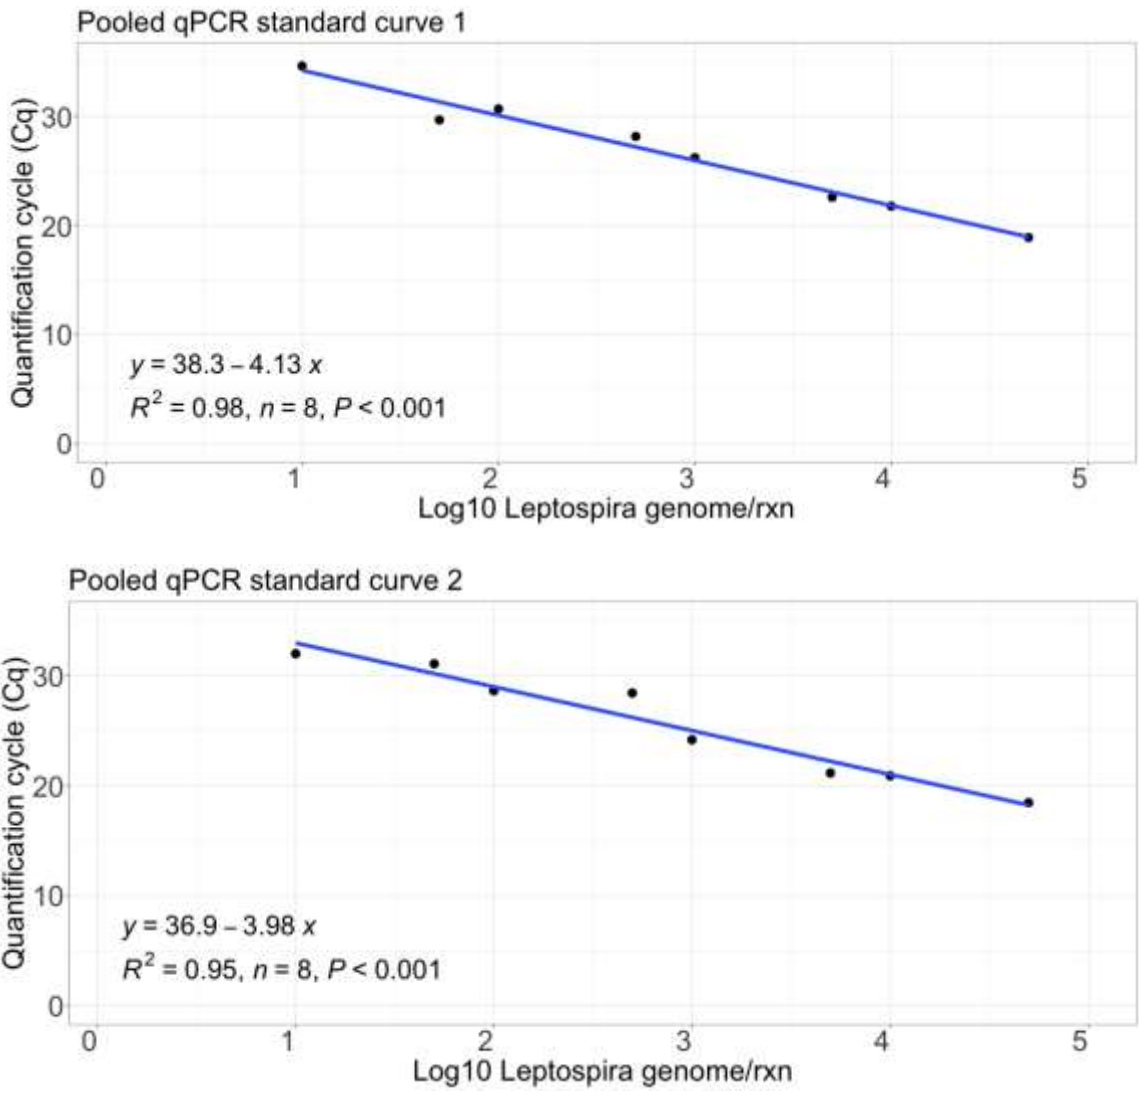 Pooled qPCR standard curve 1
Quantification cycle (Cq)
30
20
10
0
y = 38.3 – 4.13 x
R² = 0.98, n = 8, P < 0.001
0 1 2 3 4 5
Log10 Leptospira genome/rxn
Pooled qPCR standard curve 2
Quantification cycle (Cq)
30
20
10
0
y = 36.9 – 3.98 x
R² = 0.95, n = 8, P < 0.001
0 1 2 3 4 5
Log10 Leptospira genome/rxn